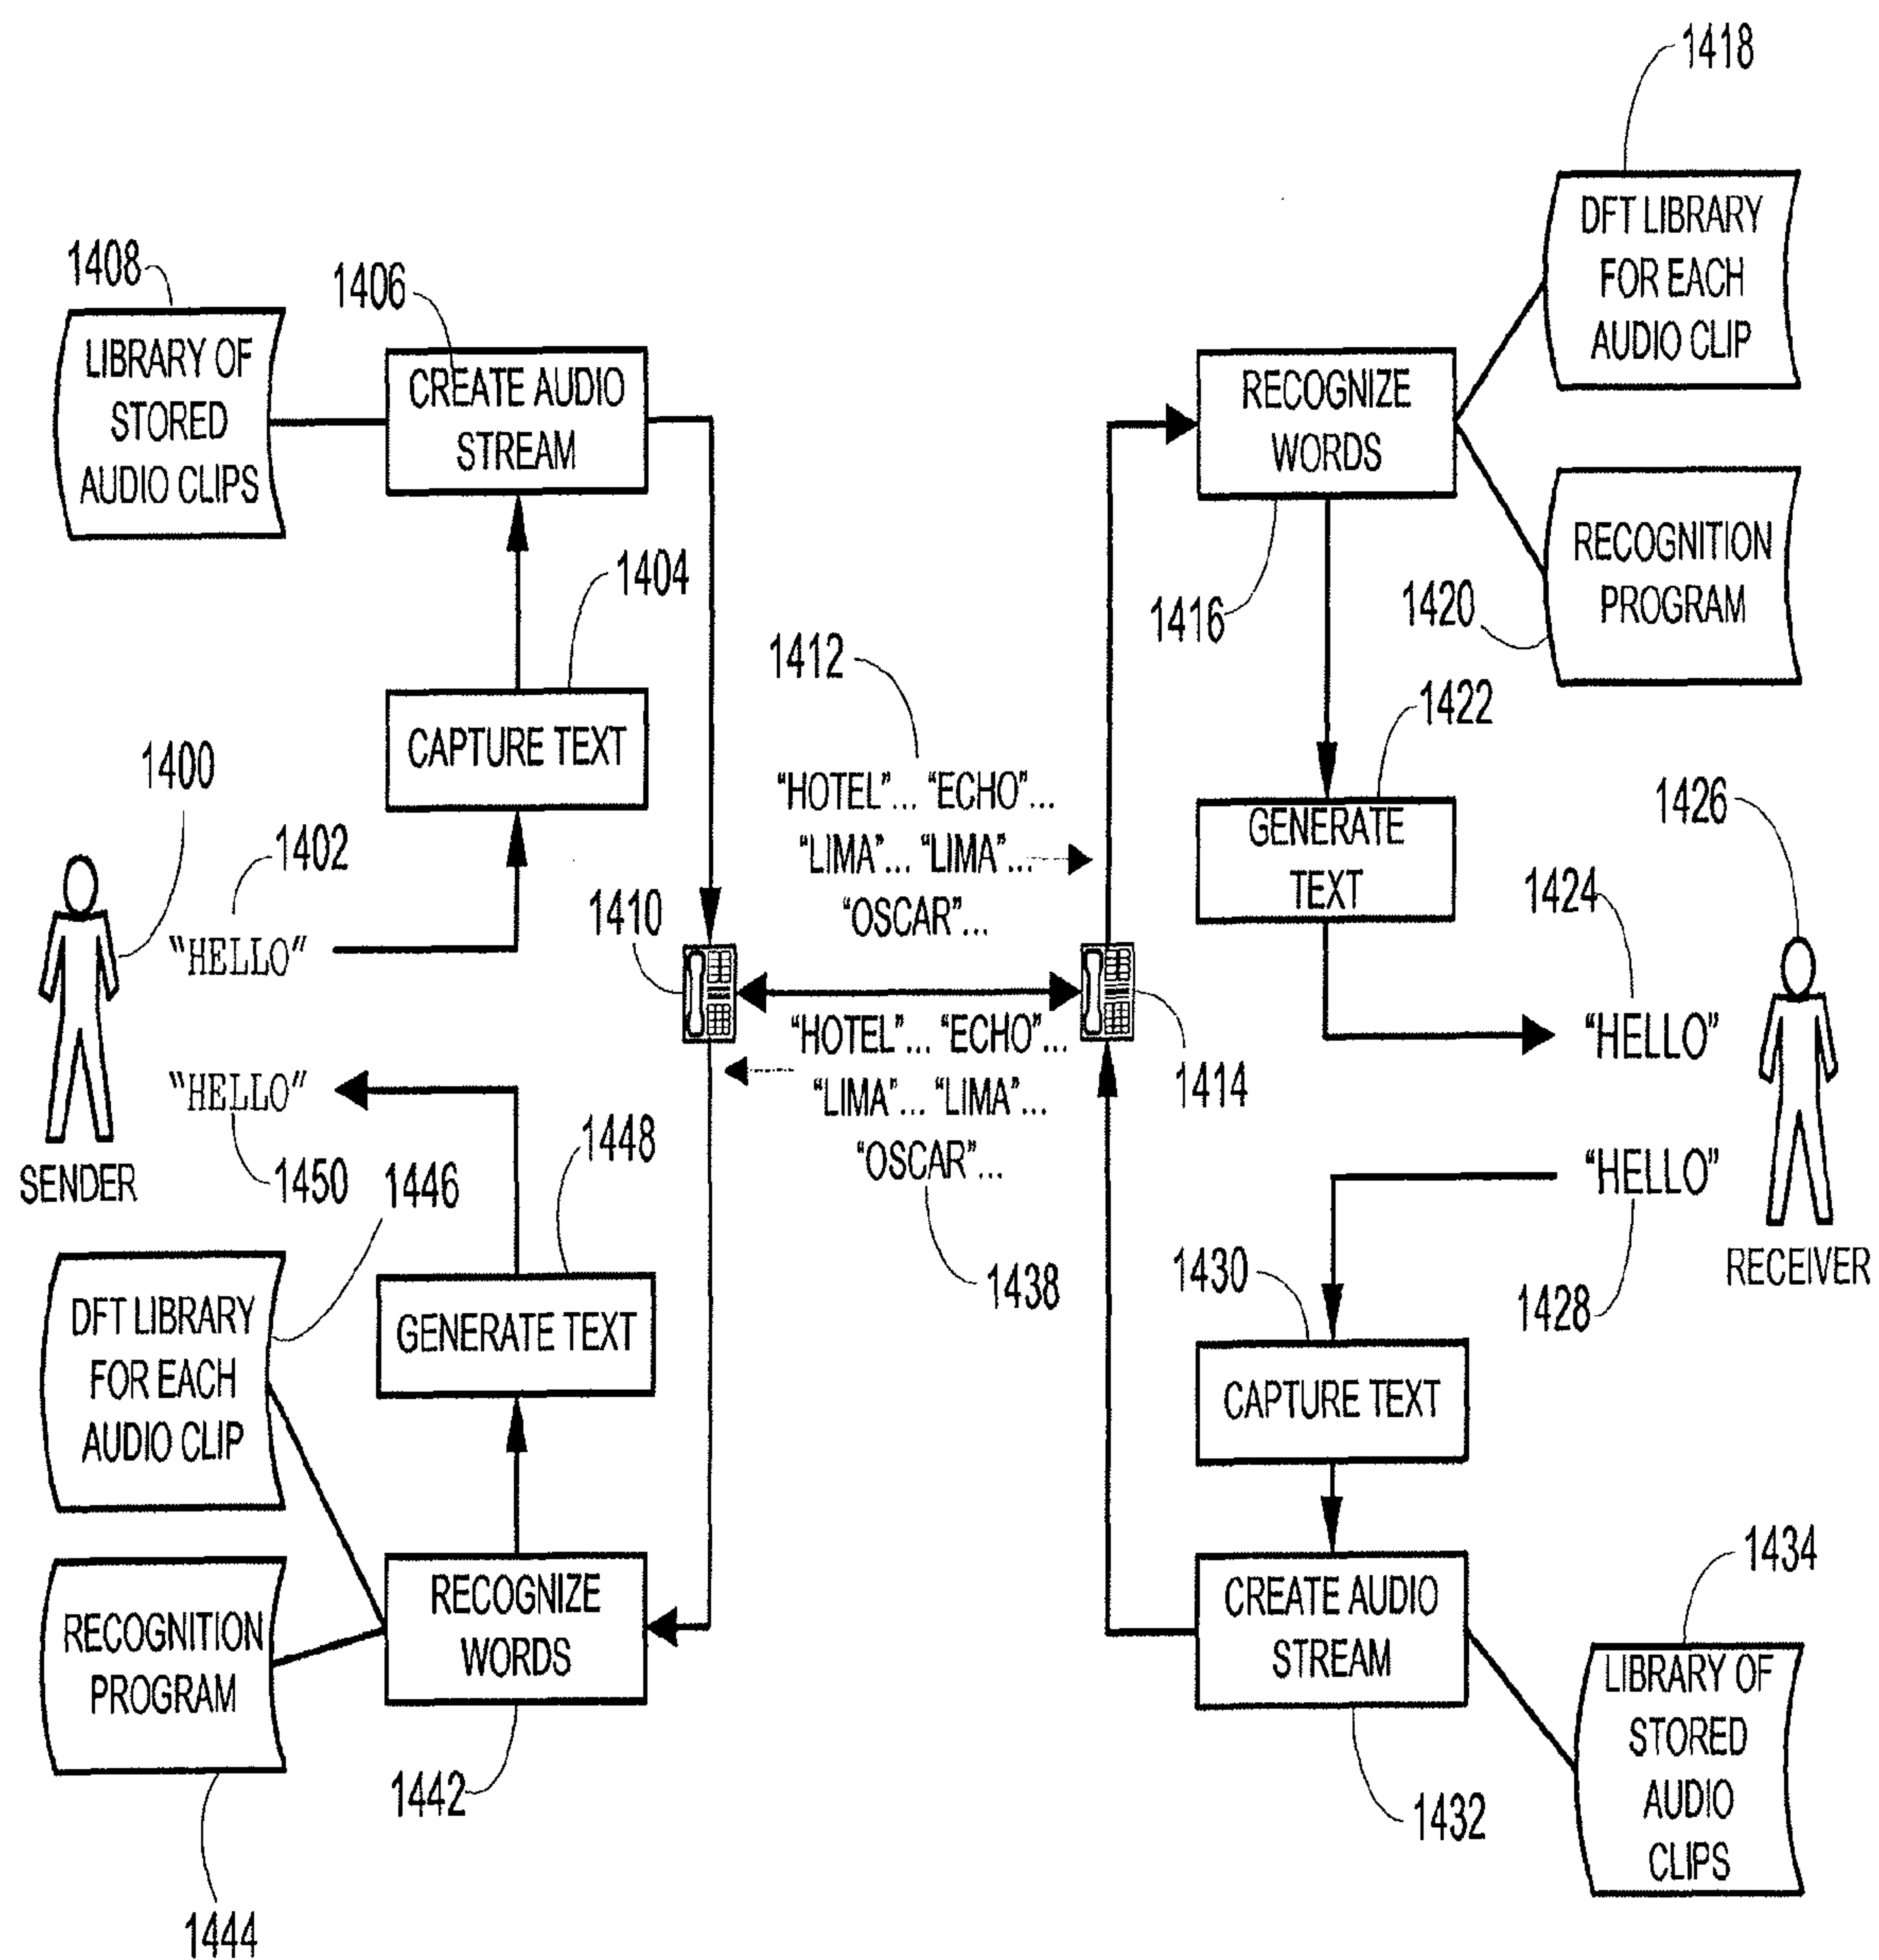 1418
DFT LIBRARY
FOR EACH
AUDIO CLIP
1408
1406
LIBRARY OF
STORED
AUDIO CLIPS
CREATE AUDIO
STREAM
RECOGNIZE
WORDS
RECOGNITION
PROGRAM
1404
1416
1420
1412
1422
CAPTURE TEXT
1400
"HOTEL"... "ECHO"...
"LIMA"... "LIMA"...
"OSCAR"...
GENERATE
TEXT
1426
1402
1410
1424
"HELLO"
"HELLO"
"HOTEL"... "ECHO"...
"LIMA"... "LIMA"...
"OSCAR"...
1414
"HELLO"
1448
"HELLO"
SENDER
1450
1446
1438
1430
1428
RECEIVER
DFT LIBRARY
FOR EACH
AUDIO CLIP
GENERATE TEXT
CAPTURE TEXT
1434
RECOGNITION
PROGRAM
RECOGNIZE
WORDS
CREATE AUDIO
STREAM
LIBRARY OF
STORED
AUDIO
CLIPS
1442
1432
1444